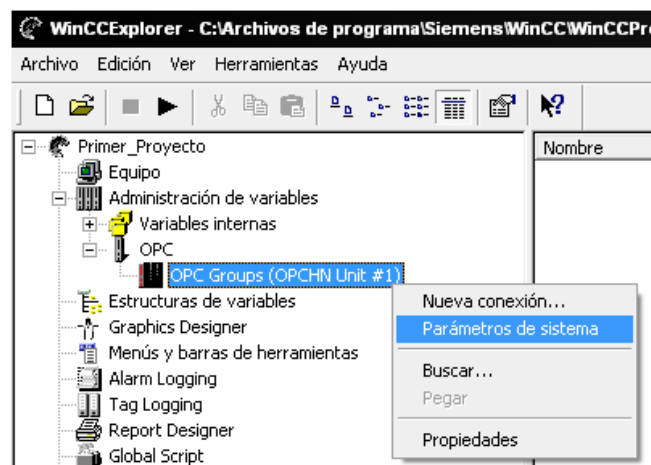 WinCCExplorer - C:\Archivos de programa\Siemens\WinCC\WinCCPr
Archivo Edición Ver Herramientas Ayuda
Primer_Proyecto
Nombre
Equipo
Administración de variables
Variables internas
OPC
OPC Groups (OPCHN Unit #1)
Estructuras de variables
Graphics Designer
Menús y barras de herramientas
Alarm Logging
Tag Logging
Report Designer
Global Script
Nueva conexión...
Parámetros de sistema
Buscar...
Pegar
Propiedades